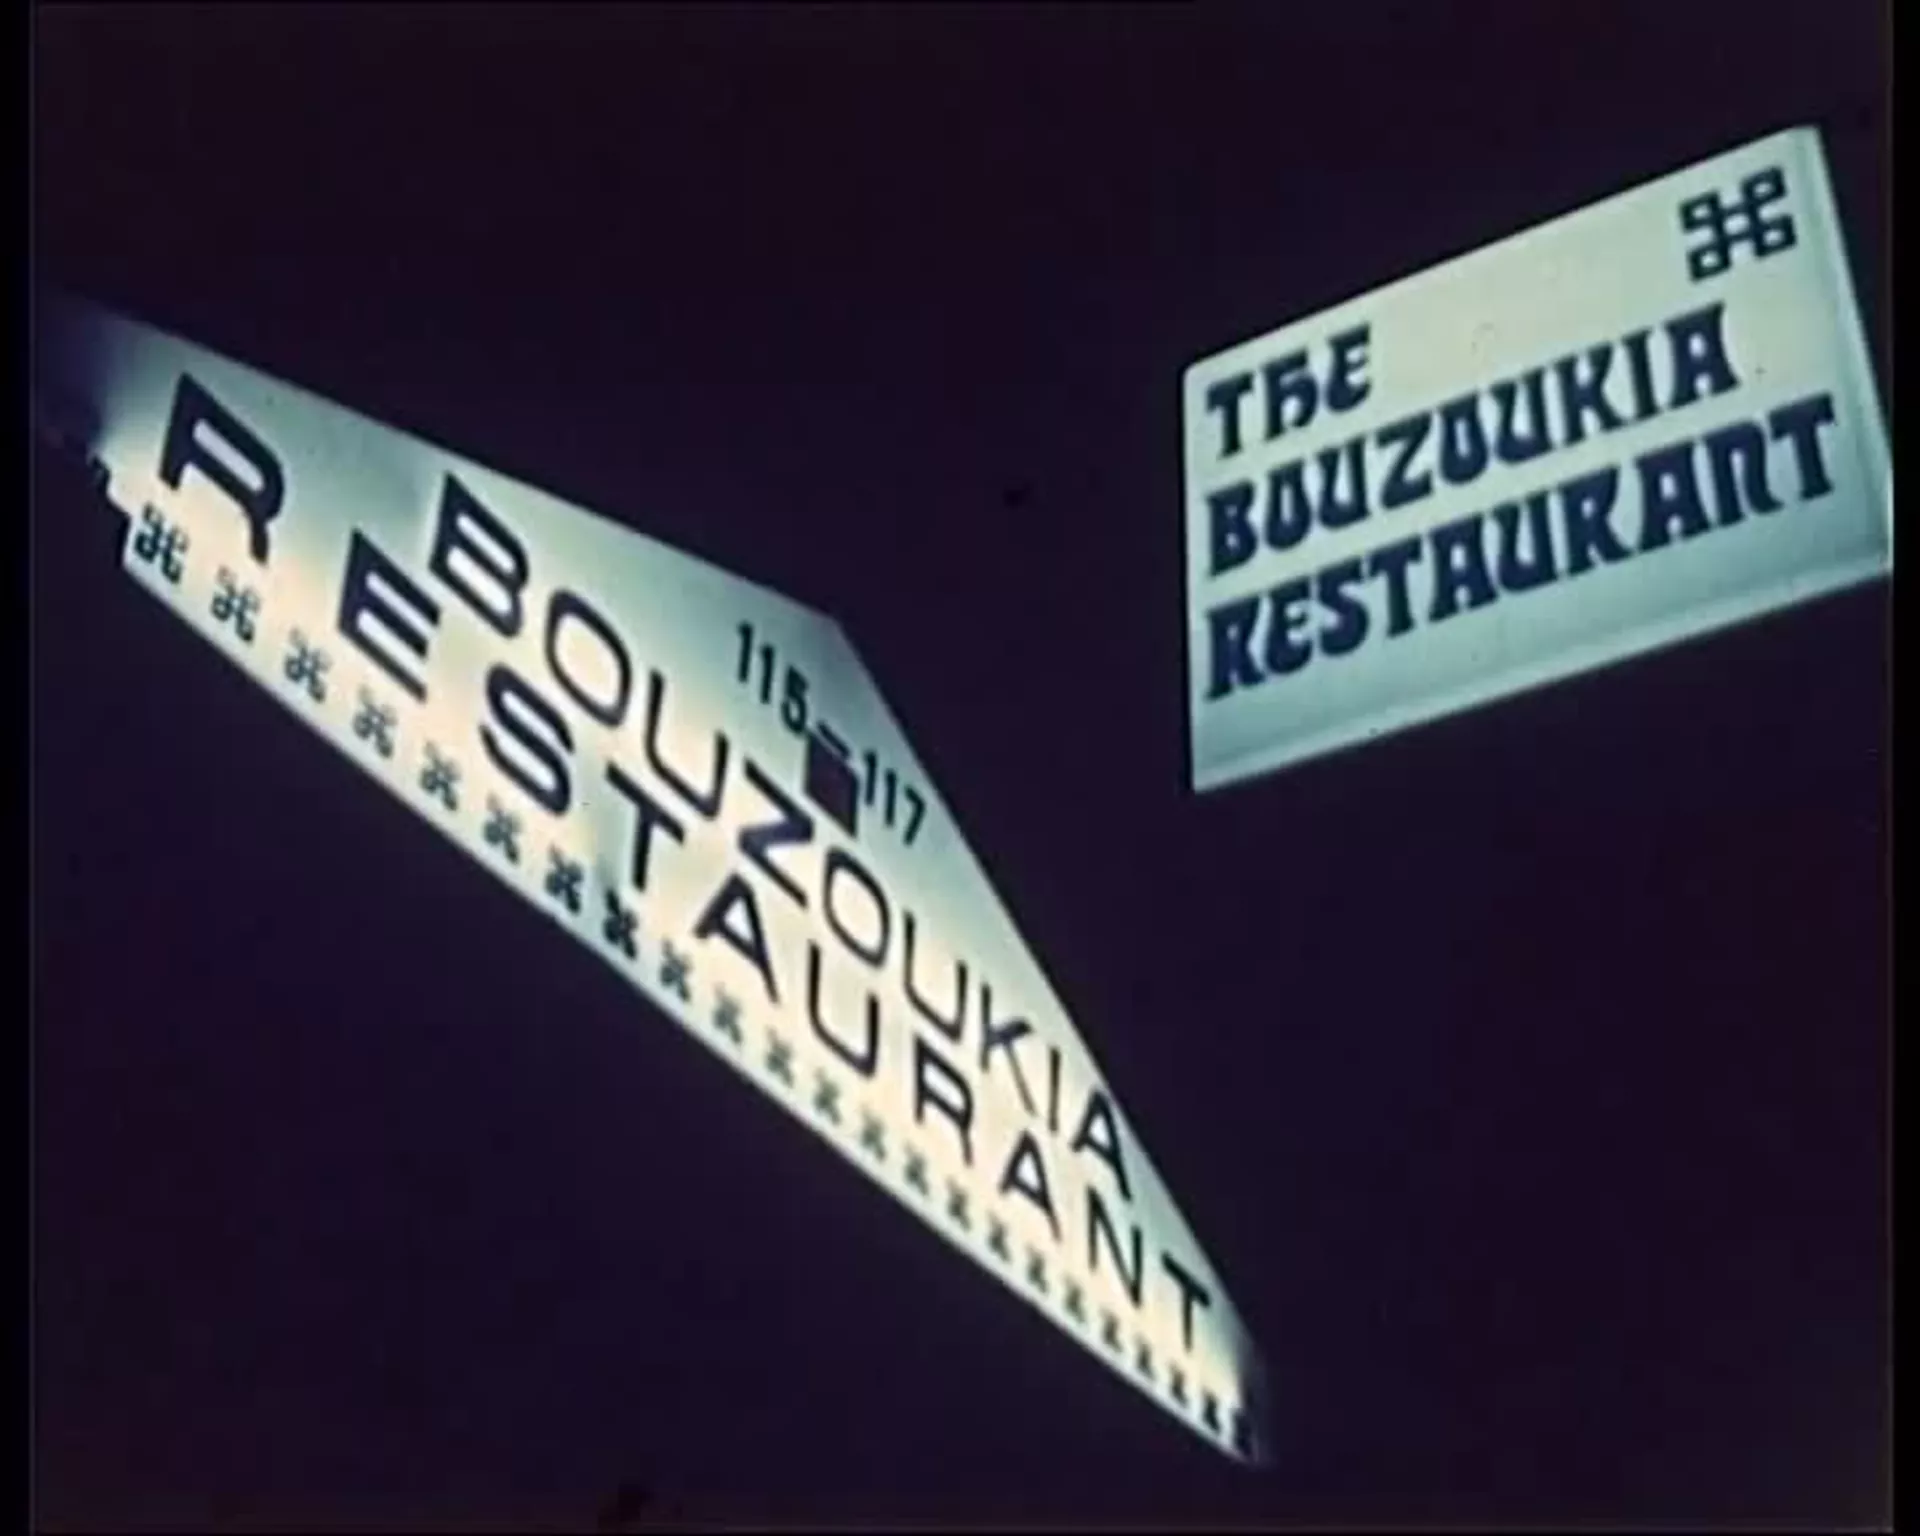 115-117
BOUZOUKIA
RESTAURANT
THE
BOUZOUKIA
RESTAURANT